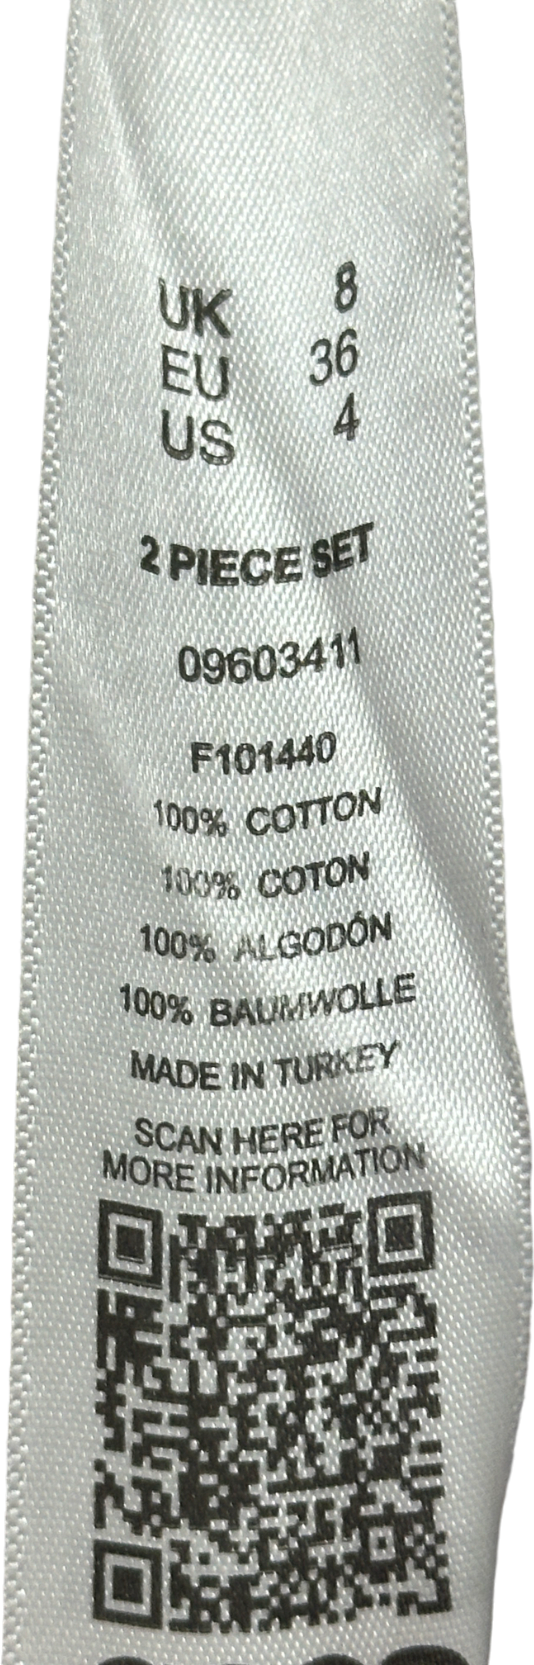 UK 8
EU 36
US 4
2 PIECE SET
09603411
F101440
100% COTTON
100% COTON
100% ALGODÓN
100% BAUMWOLLE
MADE IN TURKEY
SCAN HERE FOR
MORE INFORMATION